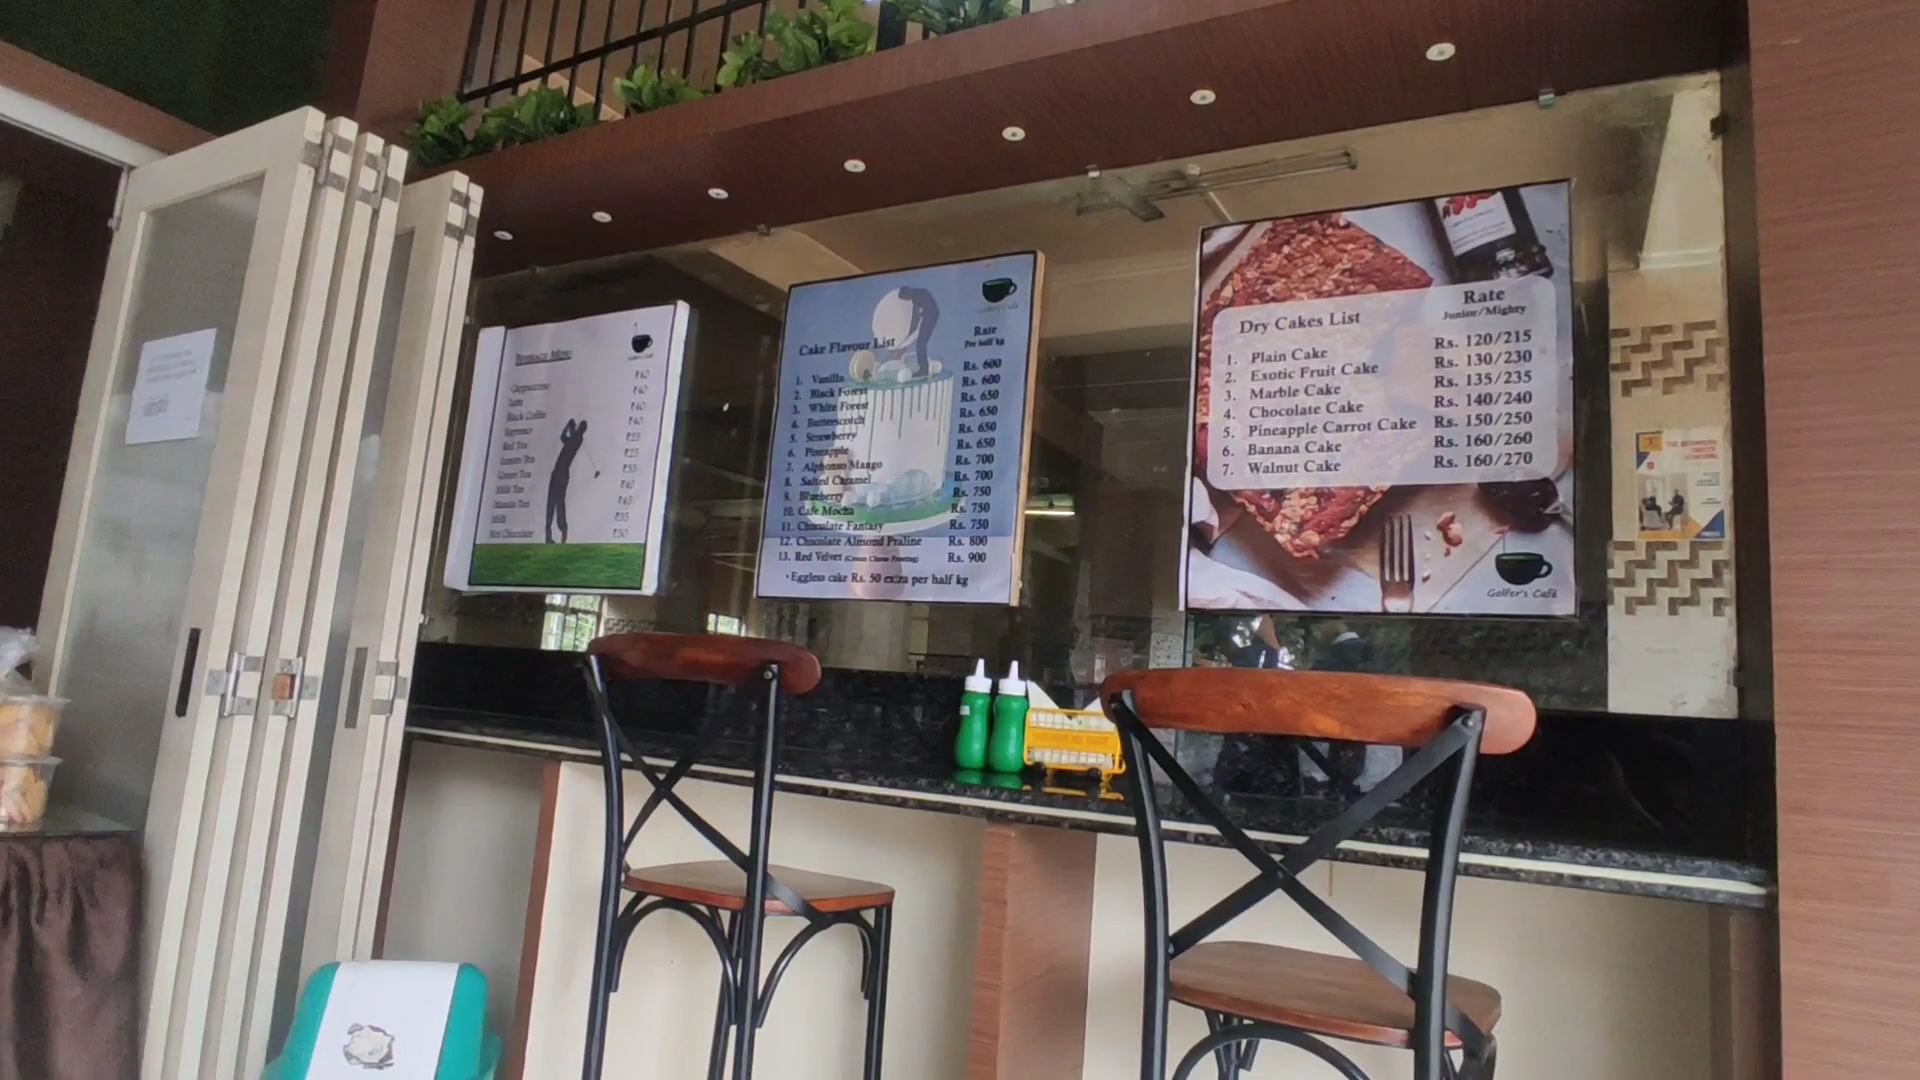 BEVERAGE MENU
Cappuccino ₹40
Latte ₹40
Black Coffee ₹40
Espresso ₹40
Red Tea
Lemon Tea
Green Tea
Milk Tea
Masala Tea
Milk
Hot Chocolate ₹50
Golfer's Café
Rate
Cake Flavour List Per half kg
1. Vanilla Rs. 600
2. Black Forest Rs. 600
3. White Forest Rs. 650
4. Butterscotch Rs. 650
5. Strawberry Rs. 650
6. Pineapple Rs. 650
7. Alphonso Mango Rs. 700
8. Salted Caramel Rs. 700
9. Blueberry Rs. 750
10. Cafe Mocha Rs. 750
11. Chocolate Fantasy Rs. 750
12. Chocolate Almond Praline Rs. 800
13. Red Velvet (Cream Cheese Frosting) Rs. 900
• Eggless cake Rs. 50 extra per half kg
Rate
Dry Cakes List Junior/Mighty
1. Plain Cake Rs. 120/215
2. Exotic Fruit Cake Rs. 130/230
3. Marble Cake Rs. 135/235
4. Chocolate Cake Rs. 140/240
5. Pineapple Carrot Cake Rs. 150/250
6. Banana Cake Rs. 160/260
7. Walnut Cake Rs. 160/270
Golfer's Café